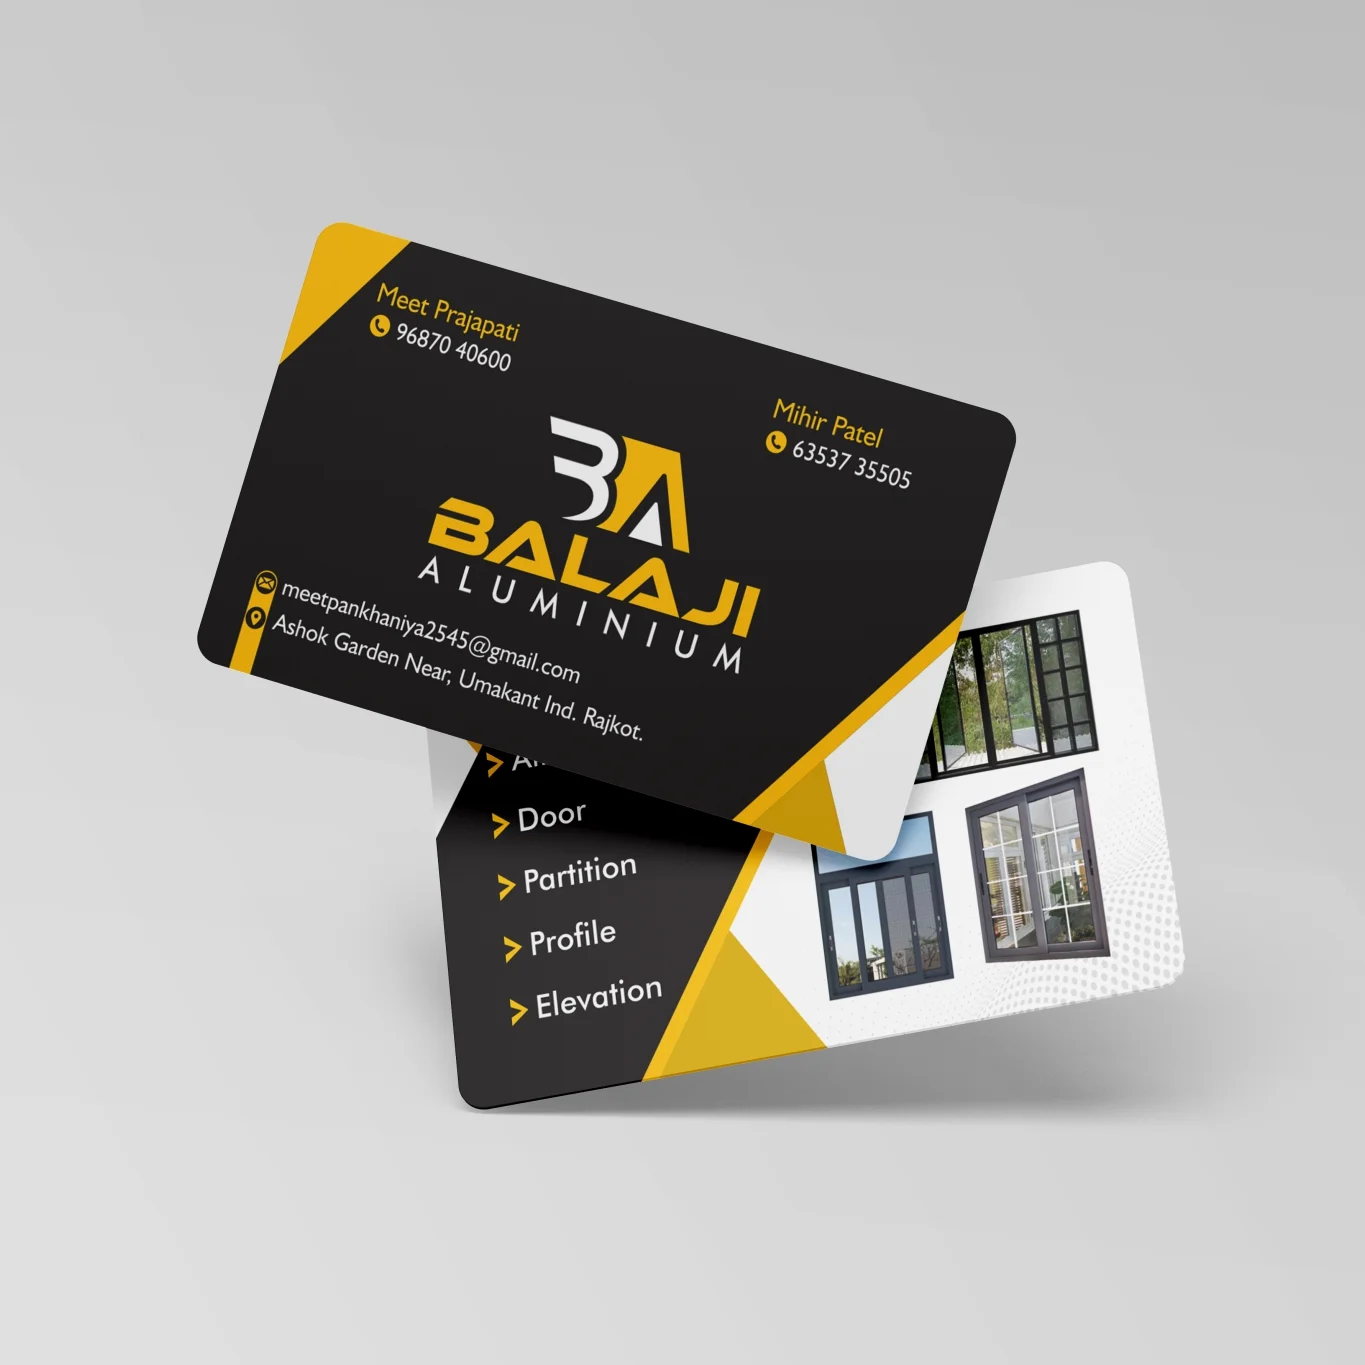 Meet Prajapati
96870 40600
Mihir Patel
63537 35505
BA
BALAJI
ALUMINIUM
meetpankhaniya2545@gmail.com
Ashok Garden Near, Umakant Ind. Rajkot.
Door
Partition
Profile
Elevation